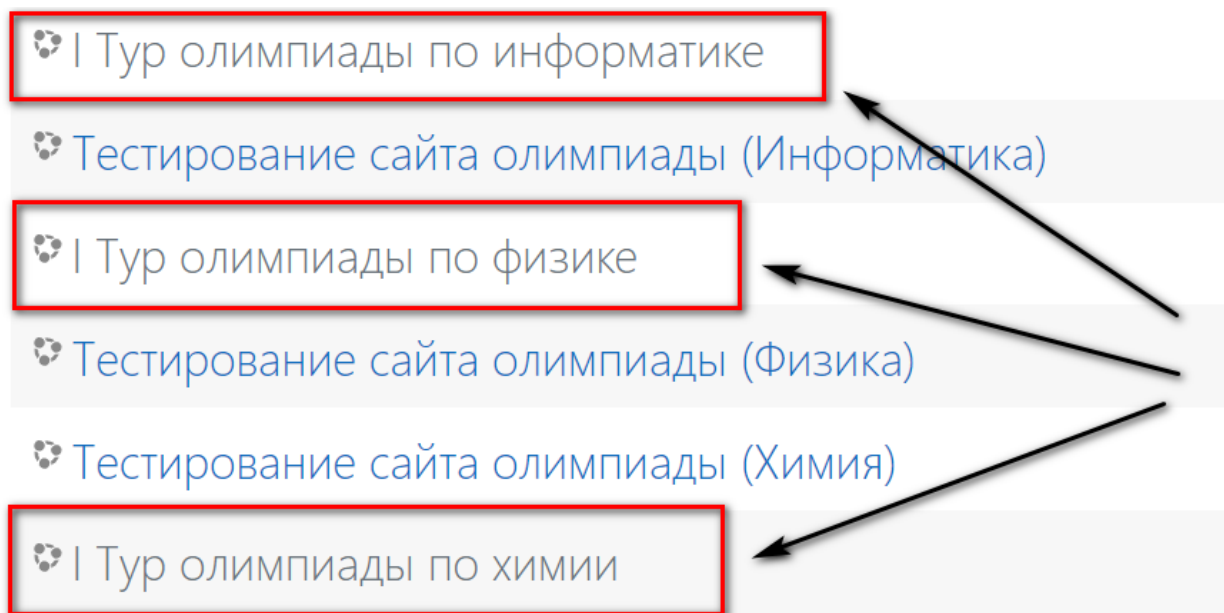 I Тур олимпиады по информатике
Тестирование сайта олимпиады (Информатика)
I Тур олимпиады по физике
Тестирование сайта олимпиады (Физика)
Тестирование сайта олимпиады (Химия)
I Тур олимпиады по химии